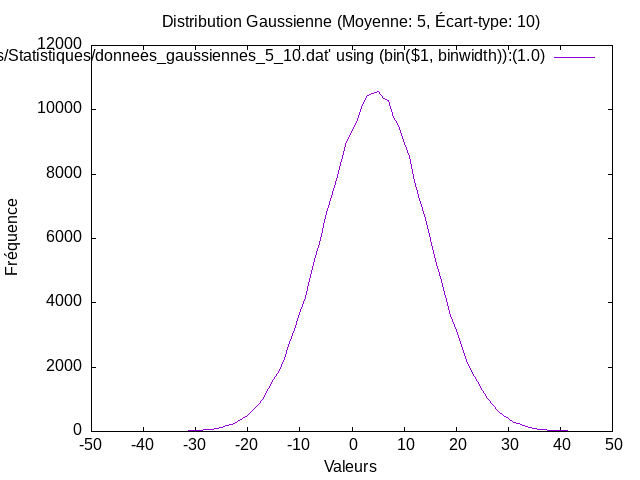 Distribution Gaussienne (Moyenne: 5, Écart-type: 10)
s/Statistiques/donnees_gaussiennes_5_10.dat' using (bin($1, binwidth)):(1.0)
12000
10000
8000
6000
4000
2000
0
Fréquence
-50 -40 -30 -20 -10 0 10 20 30 40 50
Valeurs